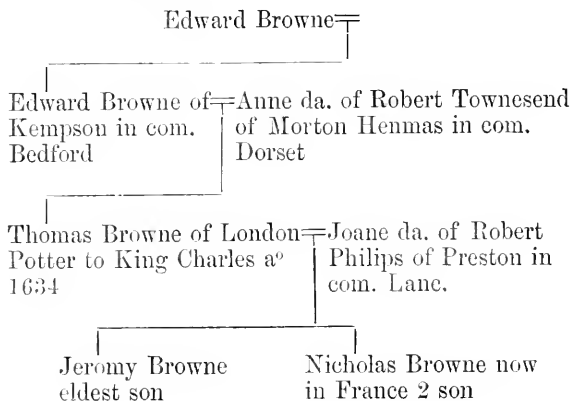 Edward Browne
Edward Browne of
Kempson in com.
Bedford
Anne da. of Robert Townesend
of Morton Henmas in com.
Dorset
Thomas Browne of London
Potter to King Charles aº
1634
Joane da. of Robert
Philips of Preston in
com. Lanc.
Jeromy Browne
eldest son
Nicholas Browne now
in France 2 son